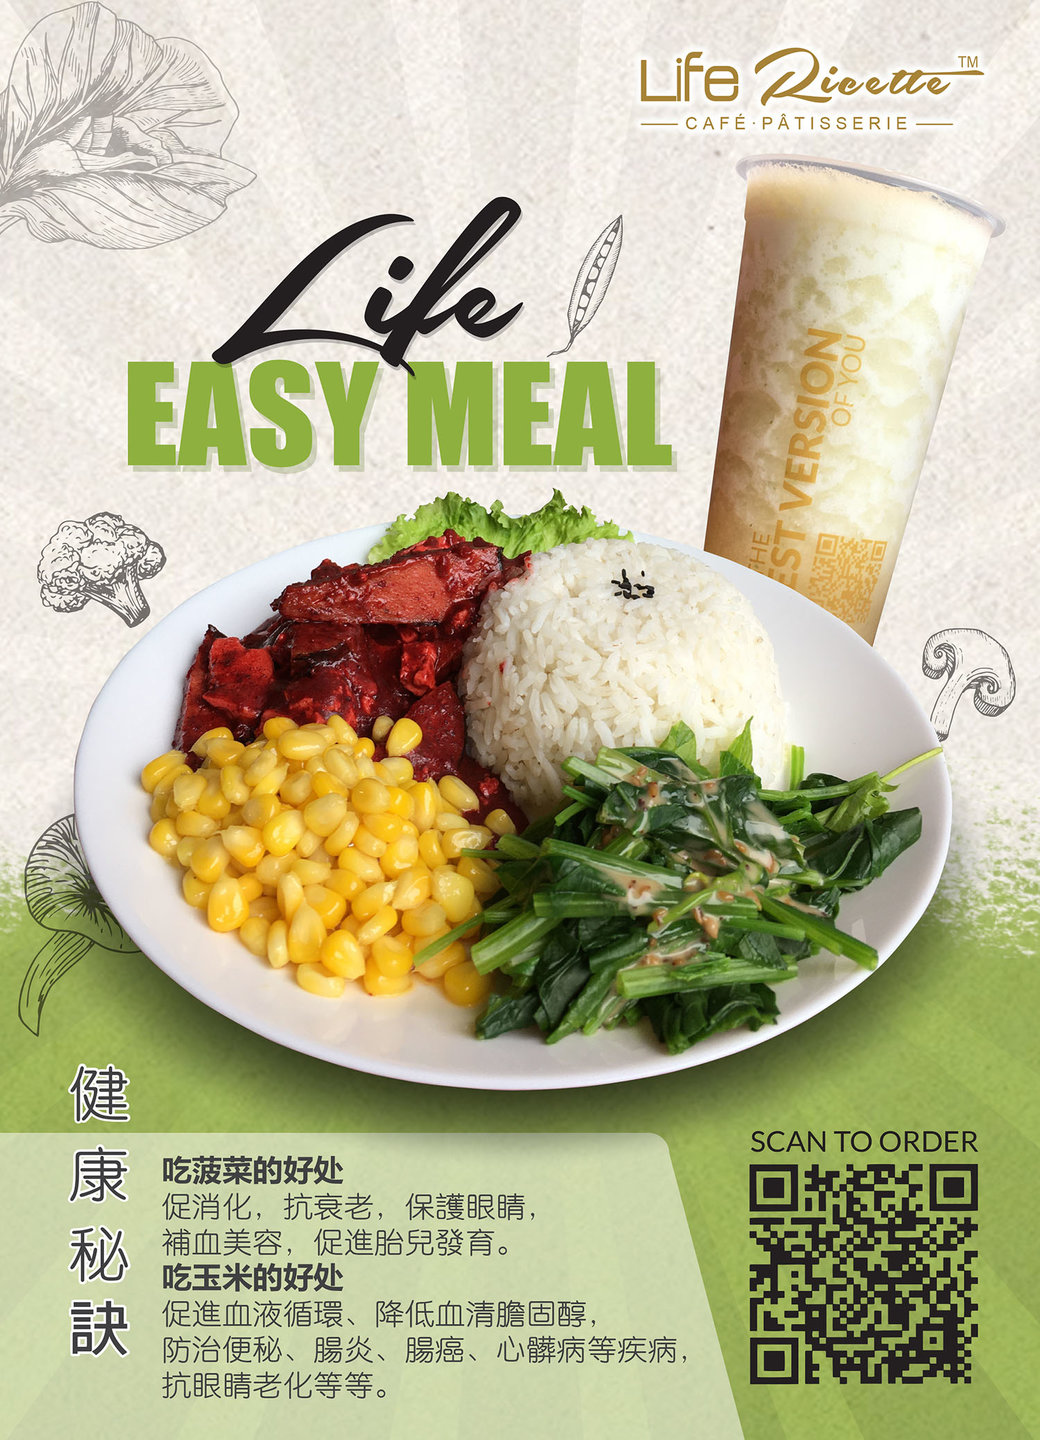 Life Ricette™
CAFÉ·PÂTISSERIE
Life
EASY MEAL
VERSION
OF YOU
健康秘訣
吃菠菜的好处
促消化，抗衰老，保護眼睛，
補血美容，促進胎兒發育。
吃玉米的好处
促進血液循環、降低血清膽固醇，
防治便秘、腸炎、腸癌、心髒病等疾病，
抗眼睛老化等等。
SCAN TO ORDER